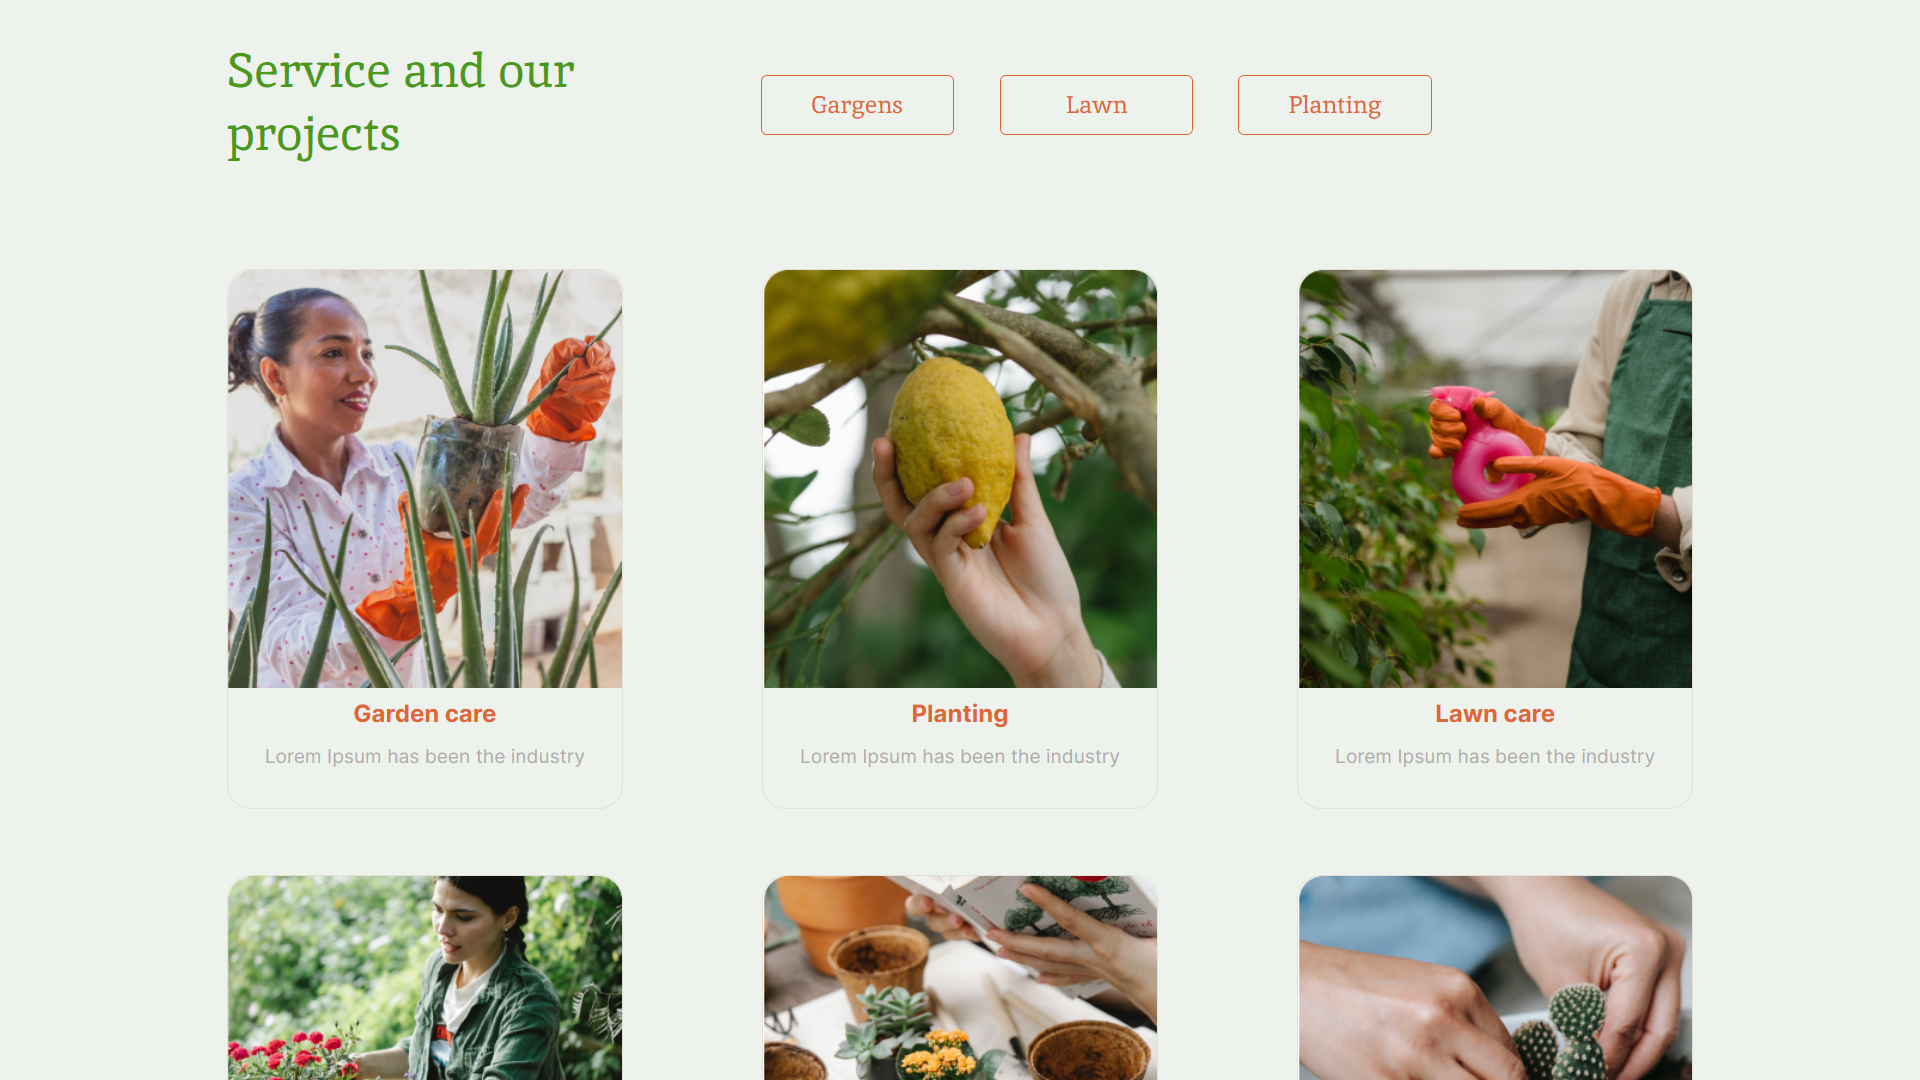 Service and our
projects
Gargens
Lawn
Planting
Garden care
Lorem Ipsum has been the industry
Planting
Lorem Ipsum has been the industry
Lawn care
Lorem Ipsum has been the industry